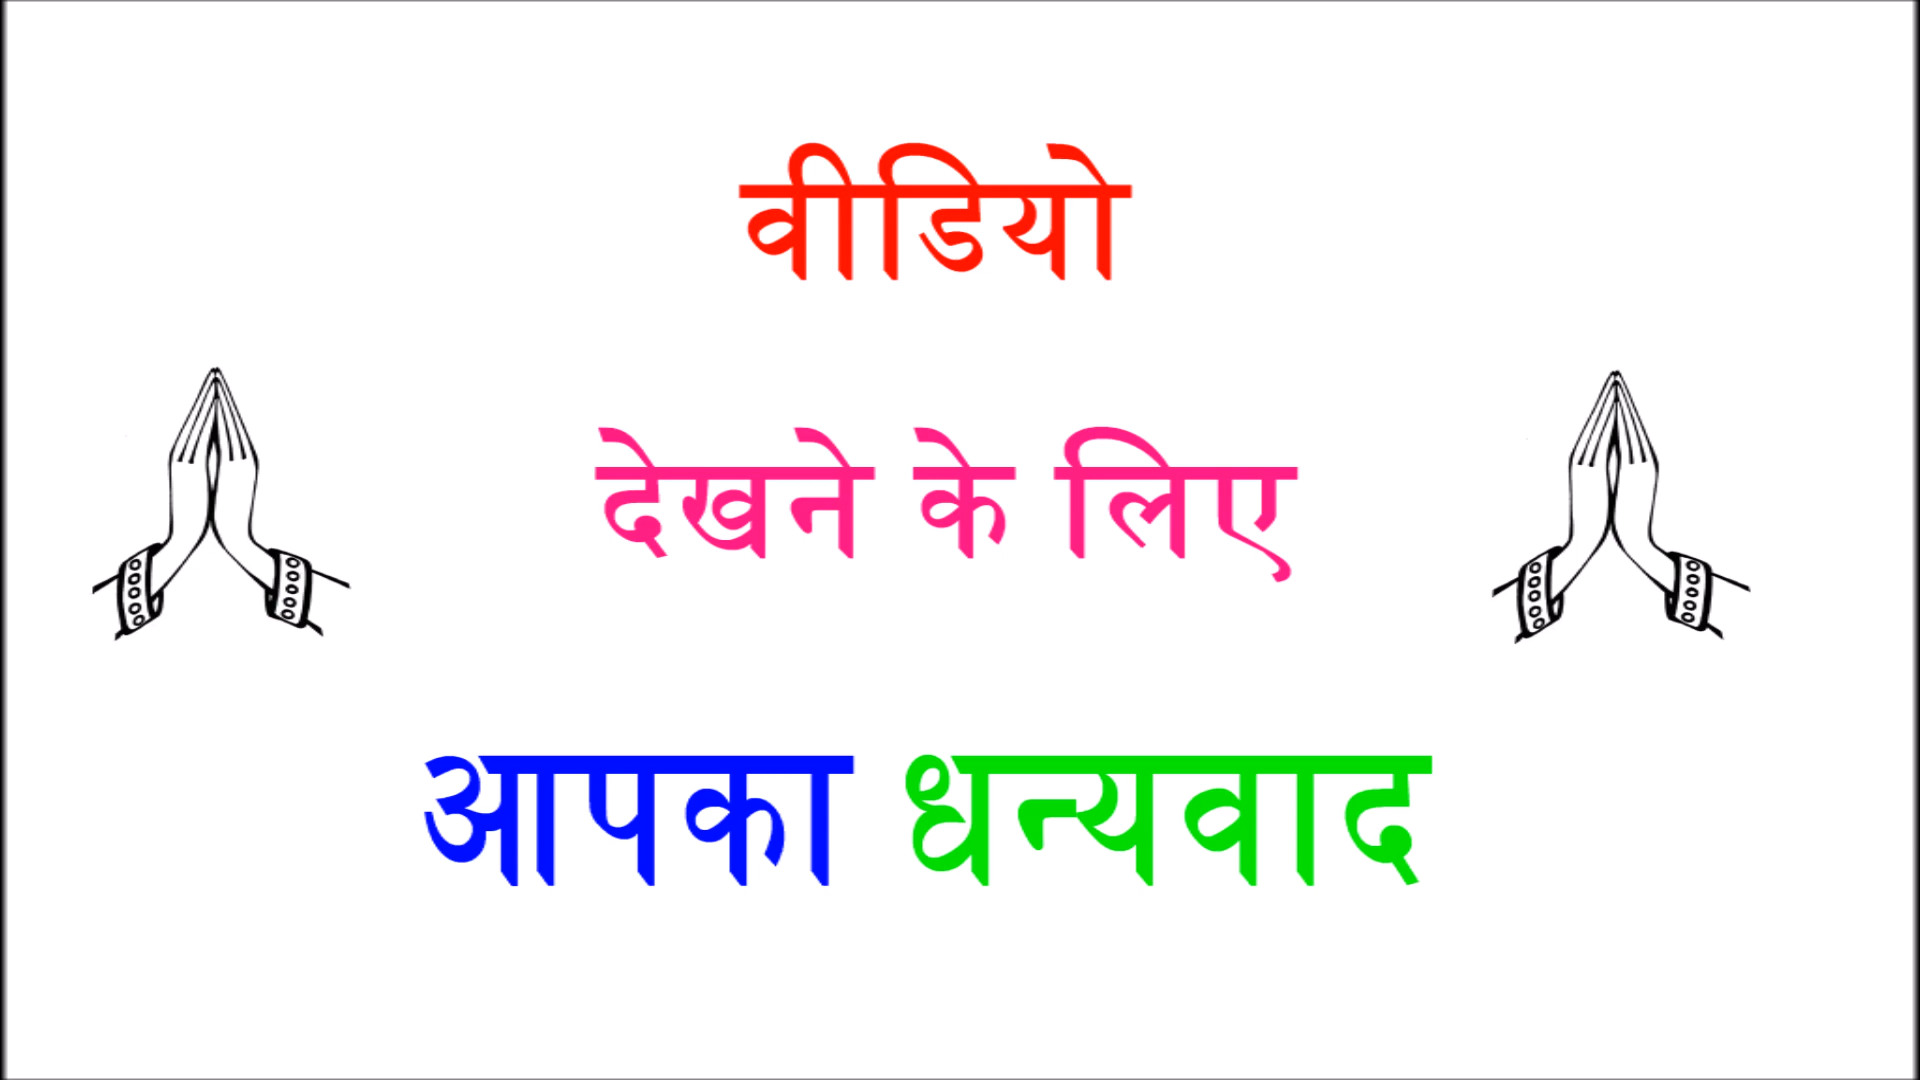 वीडियो
देखने के लिए
आपका धन्यवाद